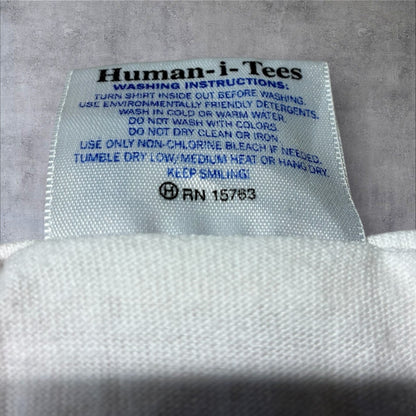 Human-i-Tees
WASHING INSTRUCTIONS:
TURN SHIRT INSIDE OUT BEFORE WASHING.
USE ENVIRONMENTALLY FRIENDLY DETERGENTS.
WASH IN COLD OR WARM WATER
DO NOT WASH WITH COLORS
DO NOT DRY CLEAN OR IRON
USE ONLY NON-CHLORINE BLEACH IF NEEDED.
TUMBLE DRY LOW/MEDIUM HEAT OR HANG DRY.
KEEP SMILING!
Ⓗ RN 15763